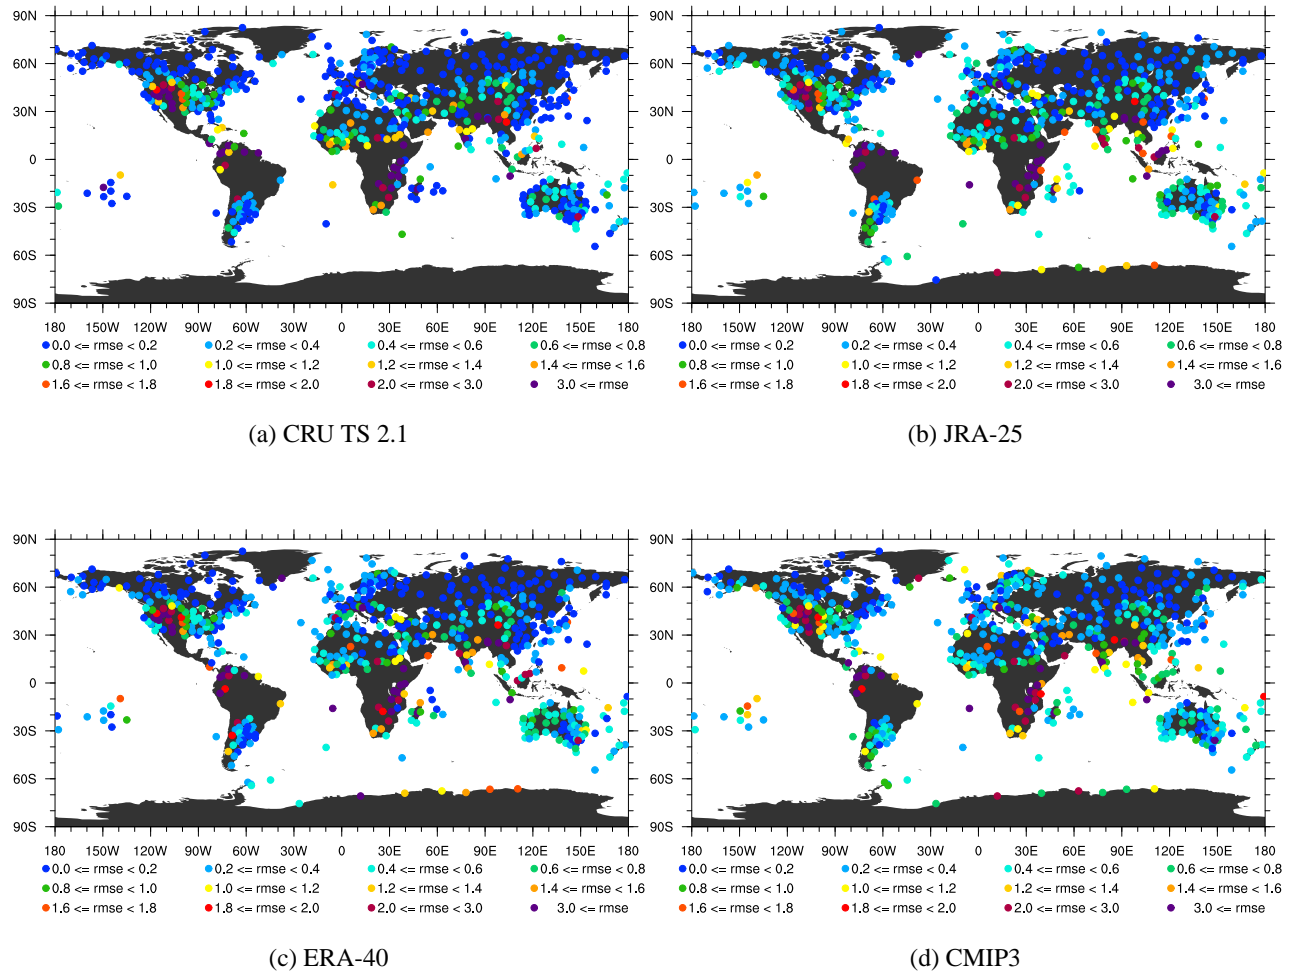 90N 90N
60N 60N
30N 30N
0 0
30S 30S
60S 60S
90S 90S
180 150W 120W 90W 60W 30W 0 30E 60E 90E 120E 150E 180 180 150W 120W 90W 60W 30W 0 30E 60E 90E 120E 150E 180
0.0 <= rmse < 0.2 0.2 <= rmse < 0.4 0.4 <= rmse < 0.6 0.6 <= rmse < 0.8 0.0 <= rmse < 0.2 0.2 <= rmse < 0.4 0.4 <= rmse < 0.6 0.6 <= rmse < 0.8
0.8 <= rmse < 1.0 1.0 <= rmse < 1.2 1.2 <= rmse < 1.4 1.4 <= rmse < 1.6 0.8 <= rmse < 1.0 1.0 <= rmse < 1.2 1.2 <= rmse < 1.4 1.4 <= rmse < 1.6
1.6 <= rmse < 1.8 1.8 <= rmse < 2.0 2.0 <= rmse < 3.0 3.0 <= rmse 1.6 <= rmse < 1.8 1.8 <= rmse < 2.0 2.0 <= rmse < 3.0 3.0 <= rmse
(a) CRU TS 2.1 (b) JRA-25
90N 90N
60N 60N
30N 30N
0 0
30S 30S
60S 60S
90S 90S
180 150W 120W 90W 60W 30W 0 30E 60E 90E 120E 150E 180 180 150W 120W 90W 60W 30W 0 30E 60E 90E 120E 150E 180
0.0 <= rmse < 0.2 0.2 <= rmse < 0.4 0.4 <= rmse < 0.6 0.6 <= rmse < 0.8 0.0 <= rmse < 0.2 0.2 <= rmse < 0.4 0.4 <= rmse < 0.6 0.6 <= rmse < 0.8
0.8 <= rmse < 1.0 1.0 <= rmse < 1.2 1.2 <= rmse < 1.4 1.4 <= rmse < 1.6 0.8 <= rmse < 1.0 1.0 <= rmse < 1.2 1.2 <= rmse < 1.4 1.4 <= rmse < 1.6
1.6 <= rmse < 1.8 1.8 <= rmse < 2.0 2.0 <= rmse < 3.0 3.0 <= rmse 1.6 <= rmse < 1.8 1.8 <= rmse < 2.0 2.0 <= rmse < 3.0 3.0 <= rmse
(c) ERA-40 (d) CMIP3